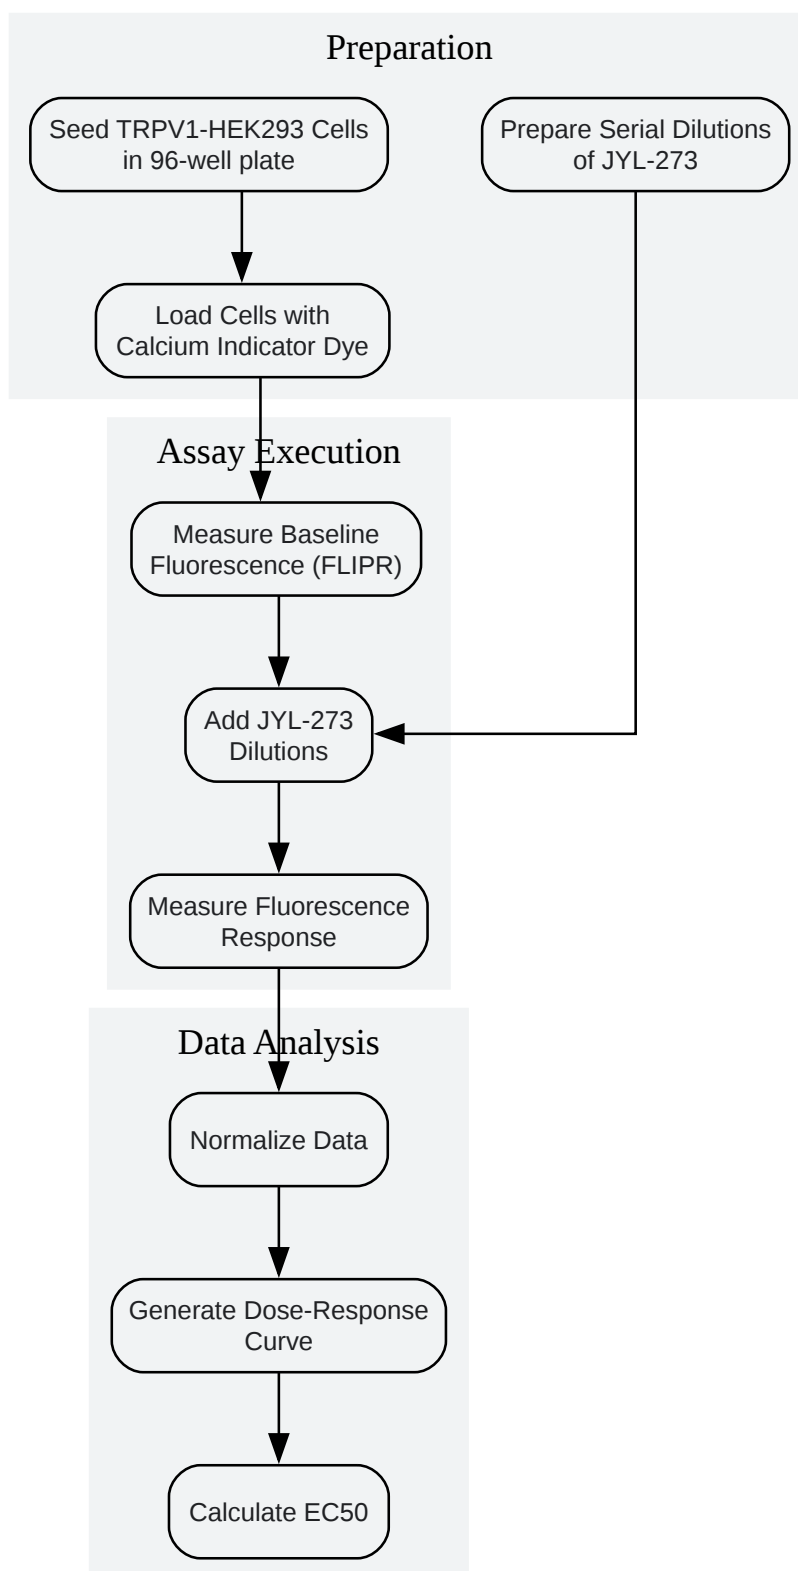 Preparation
Seed TRPV1-HEK293 Cells
in 96-well plate
Prepare Serial Dilutions
of JYL-273
Load Cells with
Calcium Indicator Dye
Assay Execution
Measure Baseline
Fluorescence (FLIPR)
Add JYL-273
Dilutions
Measure Fluorescence
Response
Data Analysis
Normalize Data
Generate Dose-Response
Curve
Calculate EC50